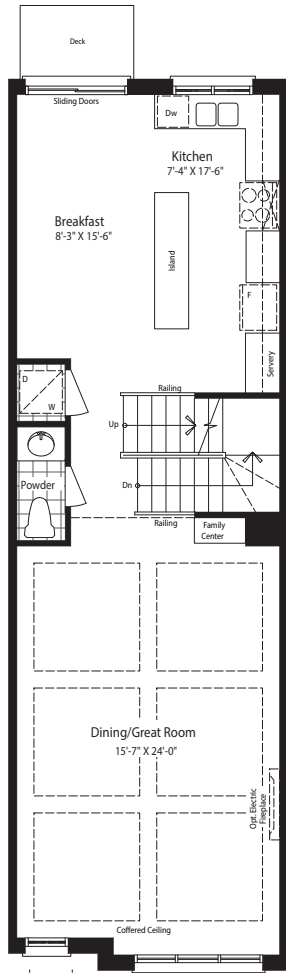 Deck
Sliding Doors
Dw
Kitchen
7'-4" X 17'-6"
Breakfast
8'-3" X 15'-6"
Island
F
Servery
D
W
Railing
Up
Powder
Dn
Railing
Family
Center
Dining/Great Room
15'-7" X 24'-0"
Opt. Electric
Fireplace
Coffered Ceiling